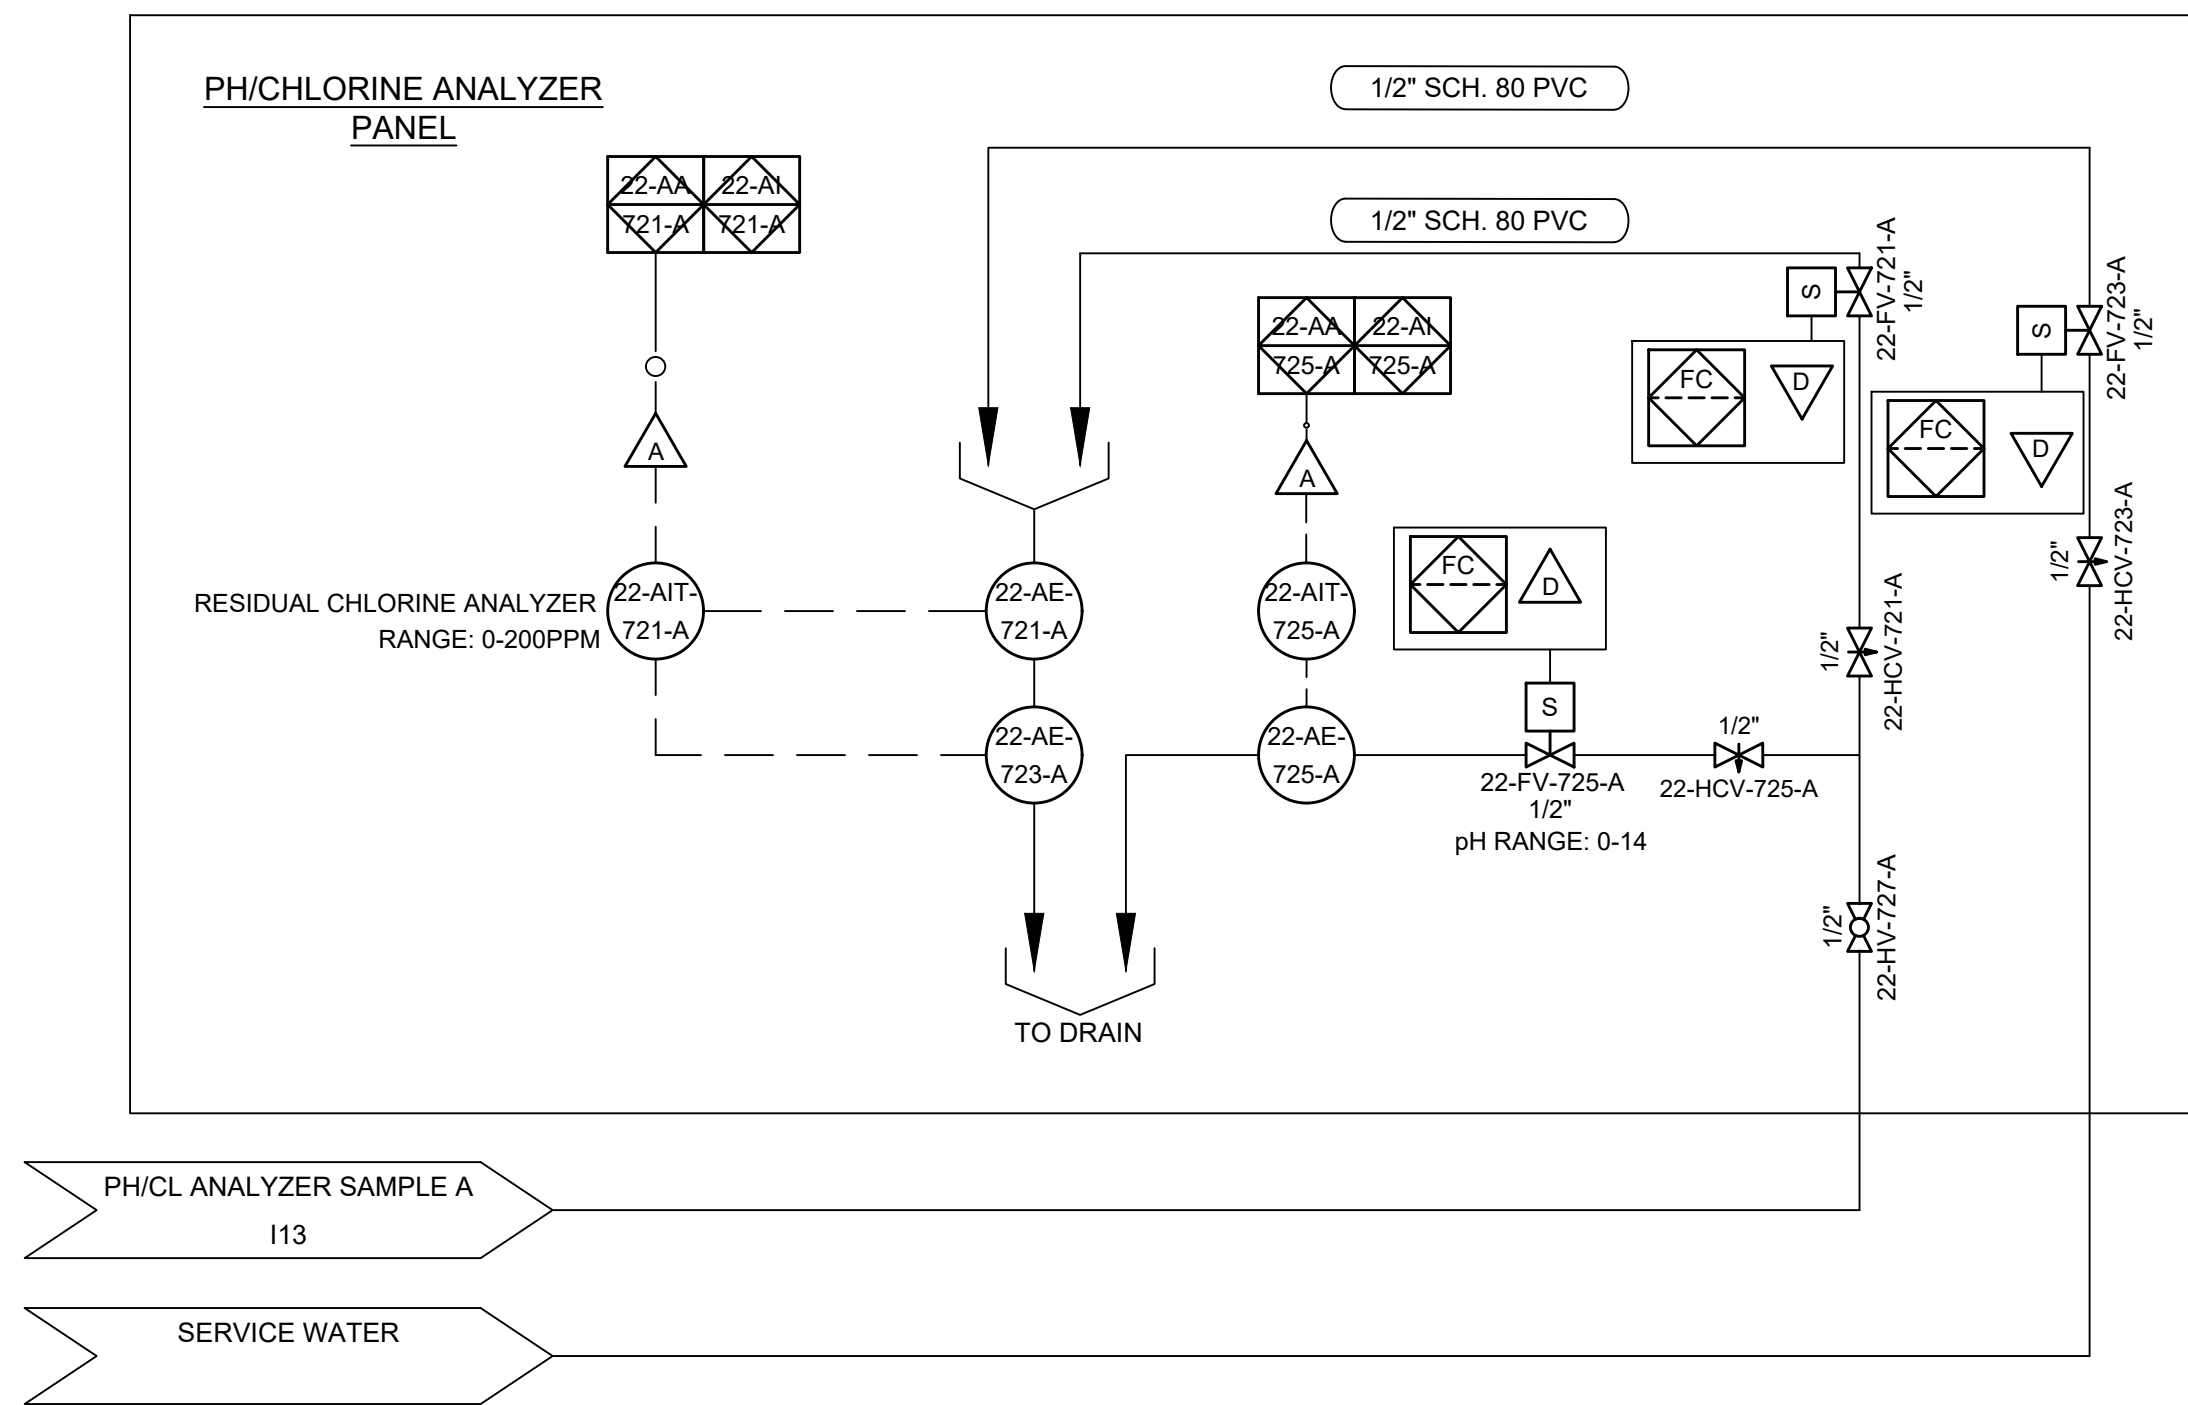 PH/CHLORINE ANALYZER
PANEL
1/2" SCH. 80 PVC
1/2" SCH. 80 PVC
22-AA
721-A
22-AI
721-A
A
RESIDUAL CHLORINE ANALYZER
RANGE: 0-200PPM
22-AIT-
721-A
22-AE-
721-A
22-AE-
723-A
22-AA
725-A
22-AI
725-A
A
22-AIT-
725-A
22-AE-
725-A
FC
D
S
22-FV-725-A
1/2"
pH RANGE: 0-14
1/2"
22-HCV-725-A
S
22-FV-721-A
1/2"
FC
D
S
22-FV-723-A
1/2"
FC
D
1/2"
22-HCV-723-A
1/2"
22-HCV-721-A
1/2"
22-HV-727-A
TO DRAIN
PH/CL ANALYZER SAMPLE A
I13
SERVICE WATER